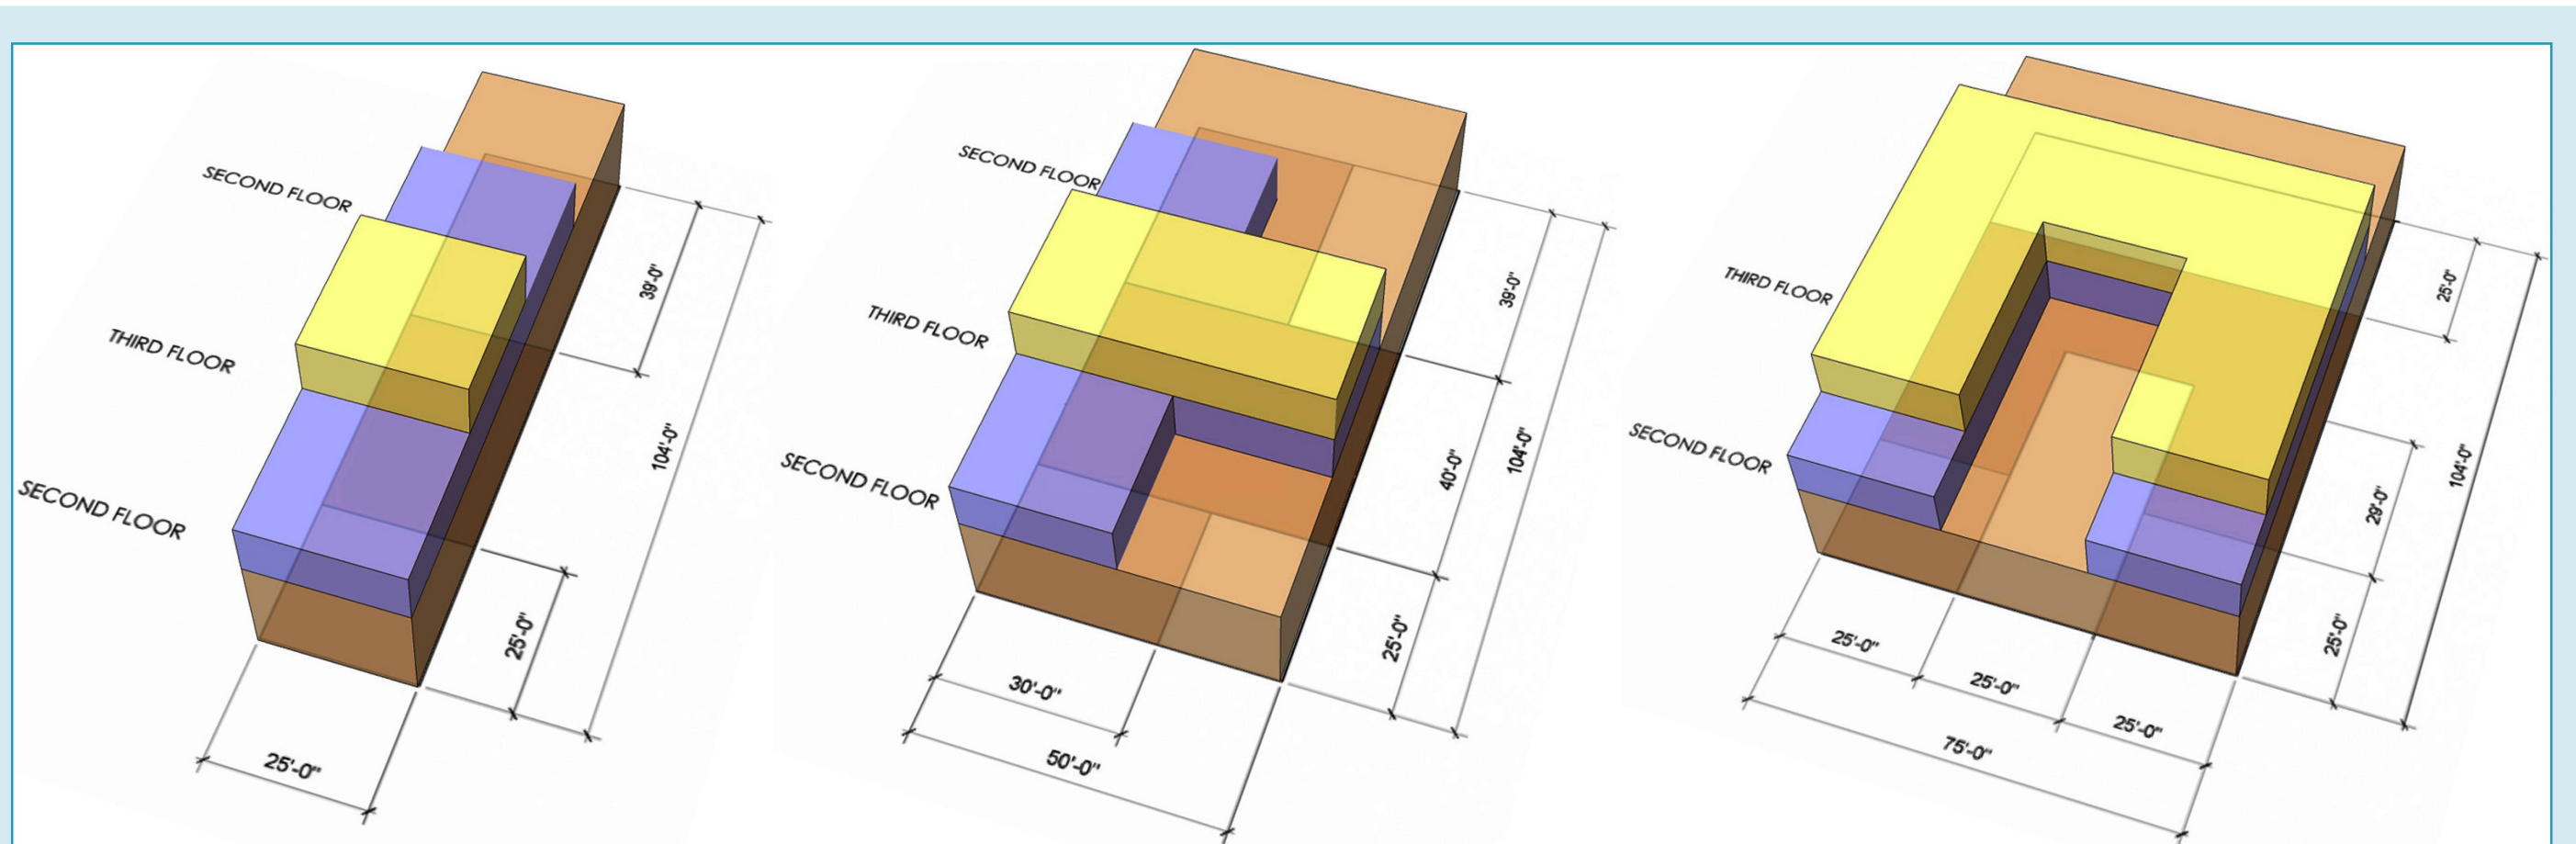 SECOND FLOOR
THIRD FLOOR
SECOND FLOOR
39'-0"
104'-0"
25'-0"
25'-0"
SECOND FLOOR
THIRD FLOOR
SECOND FLOOR
39'-0"
40'-0"
104'-0"
25'-0"
30'-0"
50'-0"
THIRD FLOOR
SECOND FLOOR
25'-0"
104'-0"
29'-0"
25'-0"
25'-0"
25'-0"
25'-0"
75'-0"